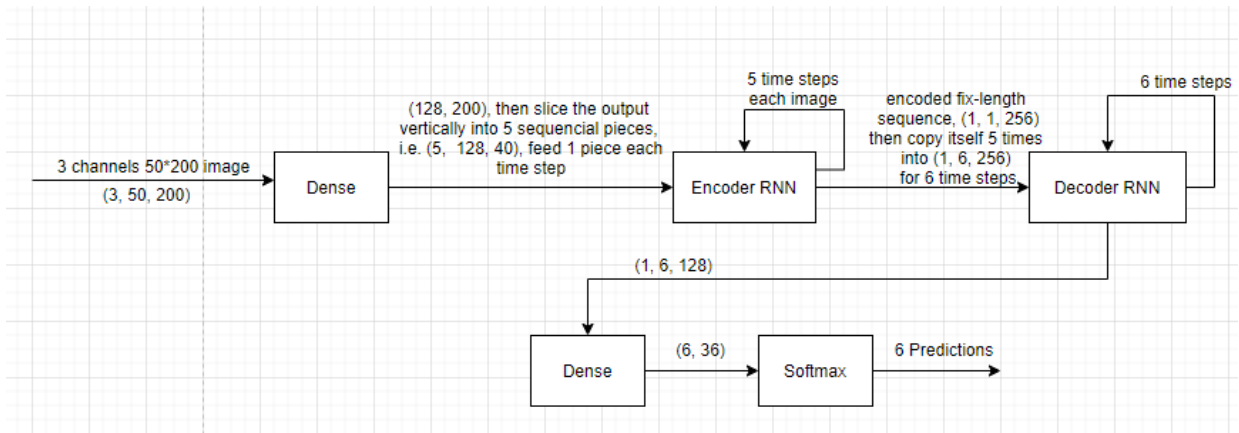 3 channels 50*200 image
(3, 50, 200)
Dense
(128, 200), then slice the output
vertically into 5 sequencial pieces,
i.e. (5,  128, 40), feed 1 piece each
time step
5 time steps
each image
Encoder RNN
encoded fix-length
sequence, (1, 1, 256)
then copy itself 5 times
into (1, 6, 256)
for 6 time steps
6 time steps
Decoder RNN
(1, 6, 128)
Dense
(6, 36)
Softmax
6 Predictions